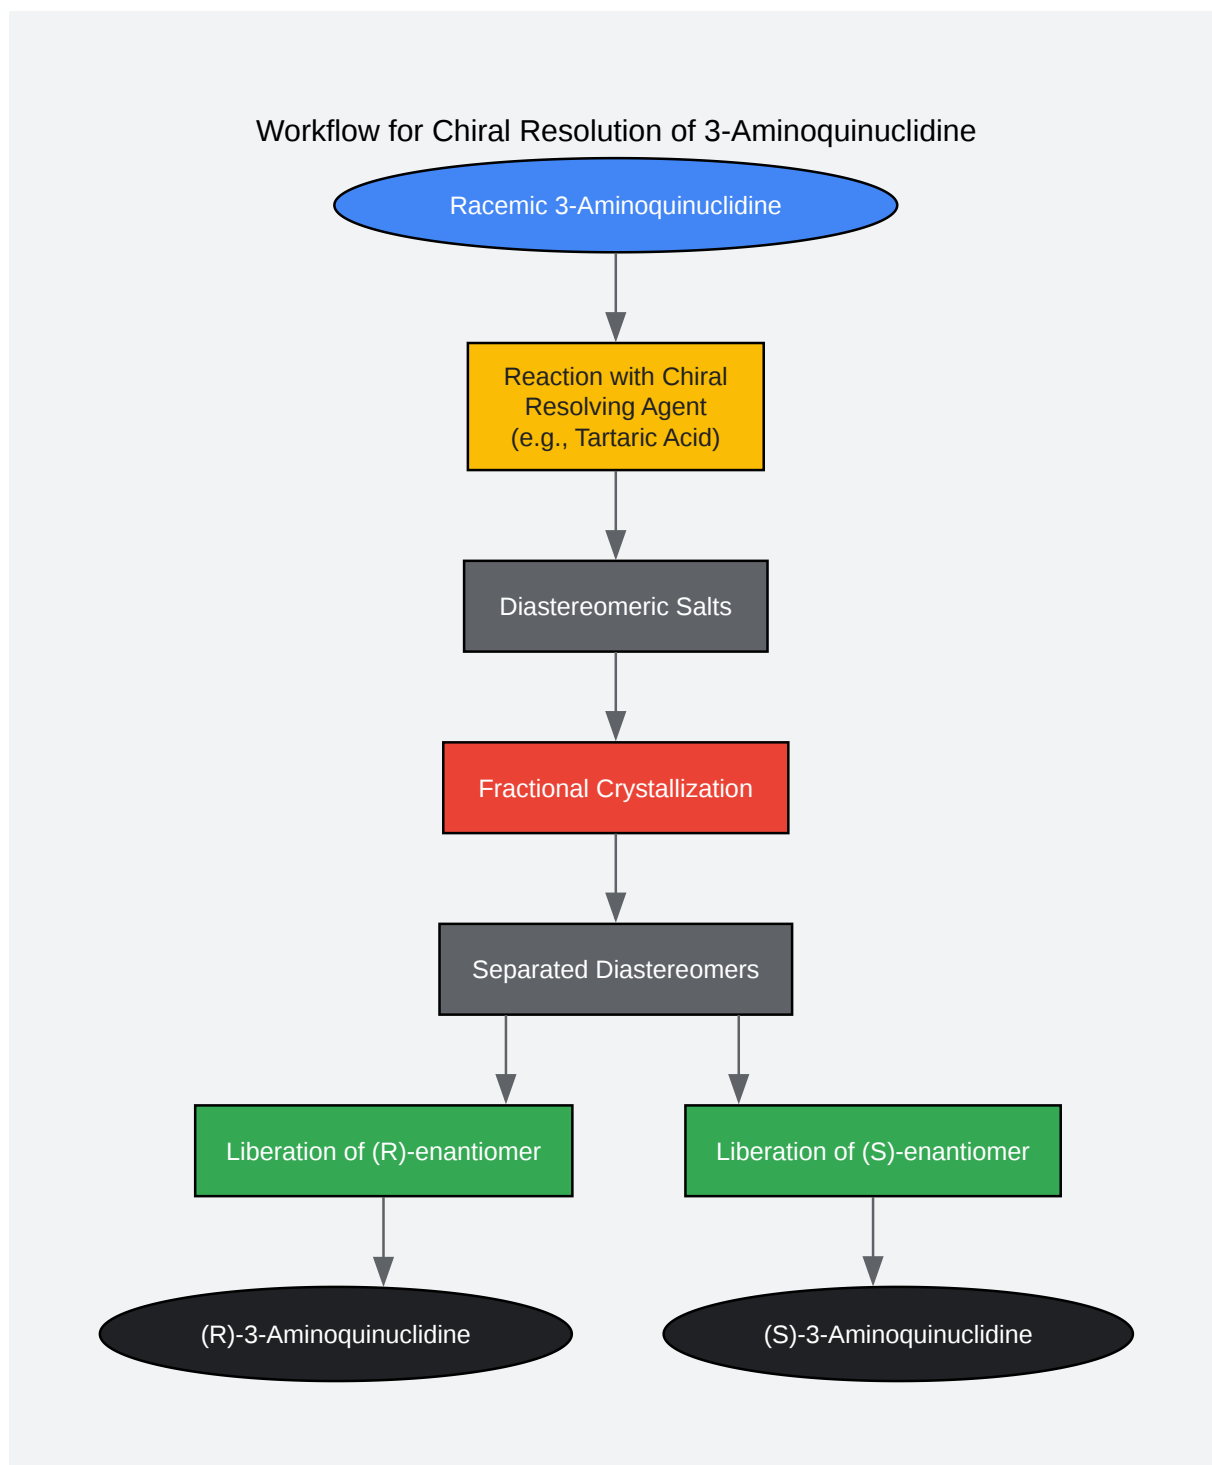 Workflow for Chiral Resolution of 3-Aminoquinuclidine
Racemic 3-Aminoquinuclidine
Reaction with Chiral
Resolving Agent
(e.g., Tartaric Acid)
Diastereomeric Salts
Fractional Crystallization
Separated Diastereomers
Liberation of (R)-enantiomer
Liberation of (S)-enantiomer
(R)-3-Aminoquinuclidine
(S)-3-Aminoquinuclidine